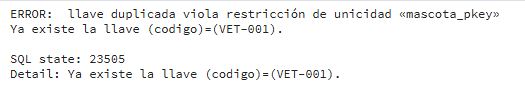 ERROR:  llave duplicada viola restricción de unicidad «mascota_pkey»
Ya existe la llave (codigo)=(VET-001).
SQL state: 23505
Detail: Ya existe la llave (codigo)=(VET-001).